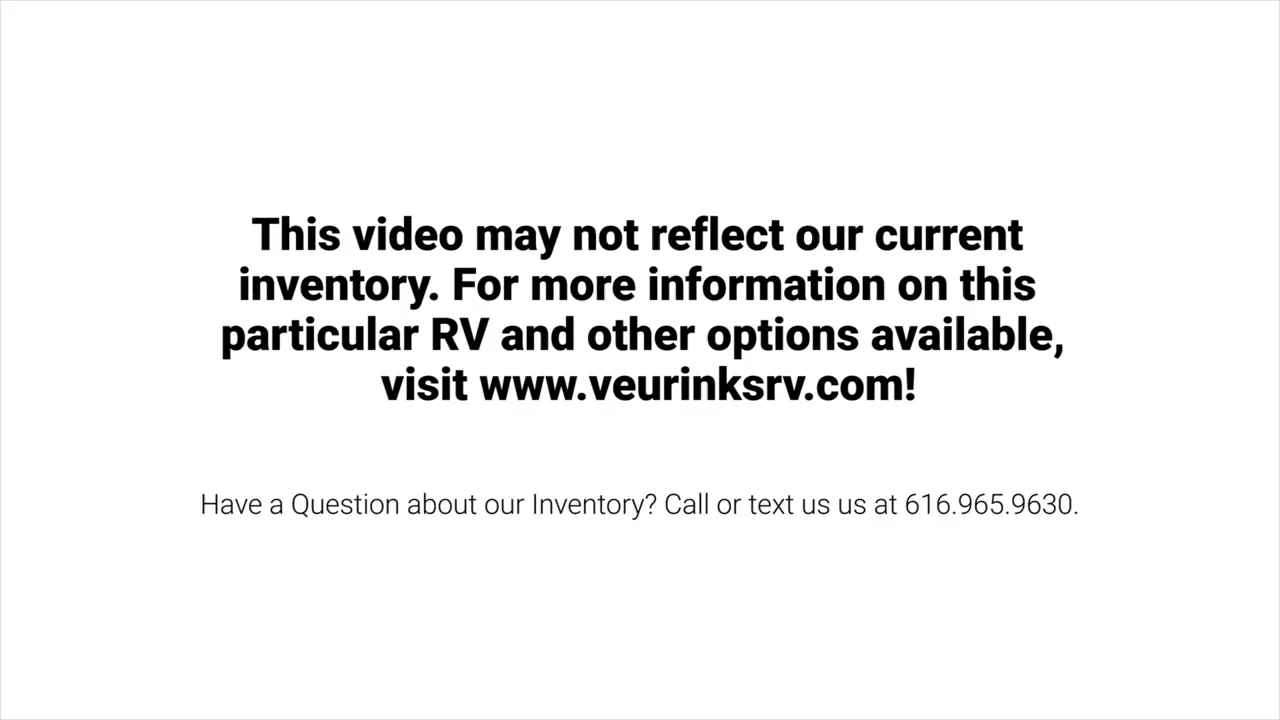 This video may not reflect our current
inventory. For more information on this
particular RV and other options available,
visit www.veurinksrv.com!
Have a Question about our Inventory? Call or text us us at 616.965.9630.